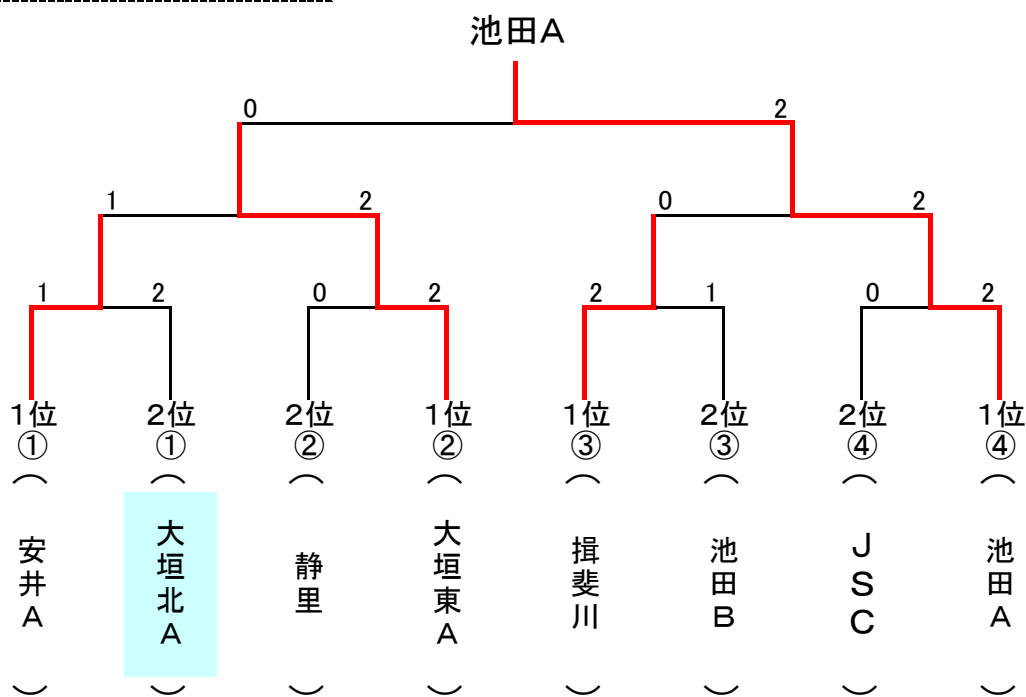 池田A
0 2
1 2 0 2
1 2 0 2 2 1 0 2
1位 2位 2位 1位 1位 2位 2位 1位
① ① ② ② ③ ③ ④ ④
（安井A）
（大垣北A）
（静里）
（大垣東A）
（揖斐川）
（池田B）
（JSC）
（池田A）